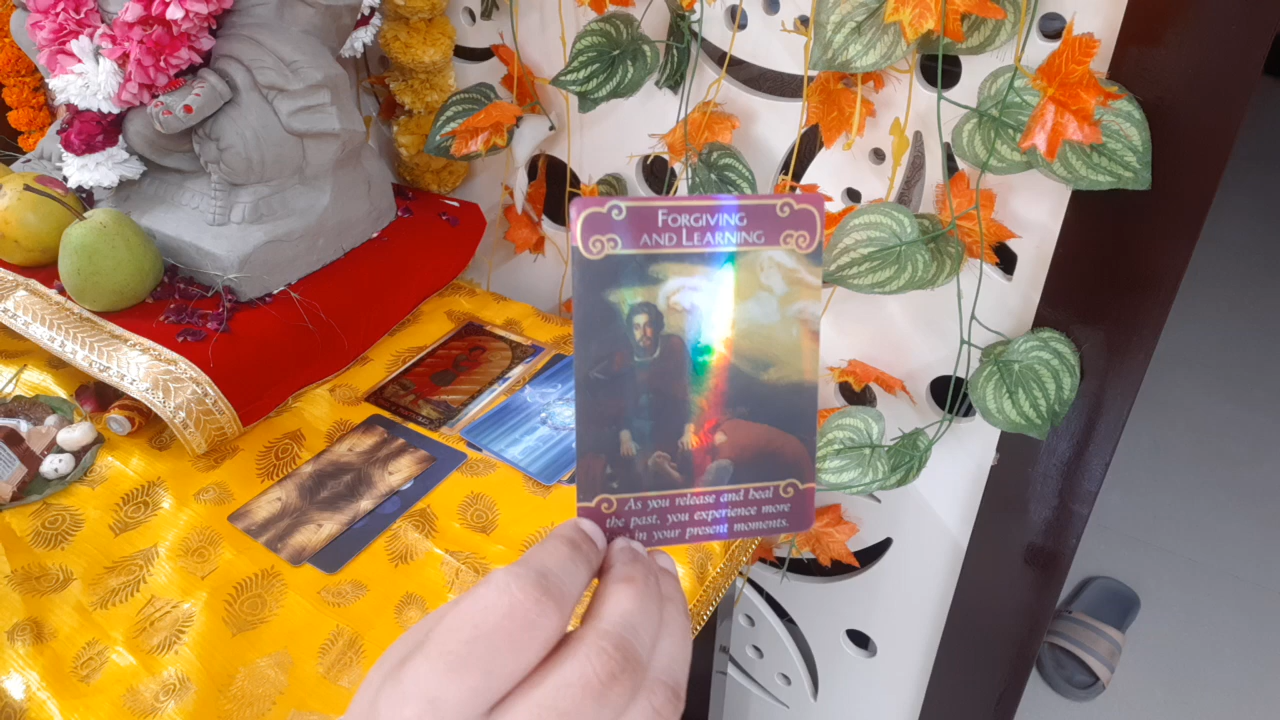 FORGIVING
AND LEARNING
As you release and heal
the past, you experience more
in your present moments.